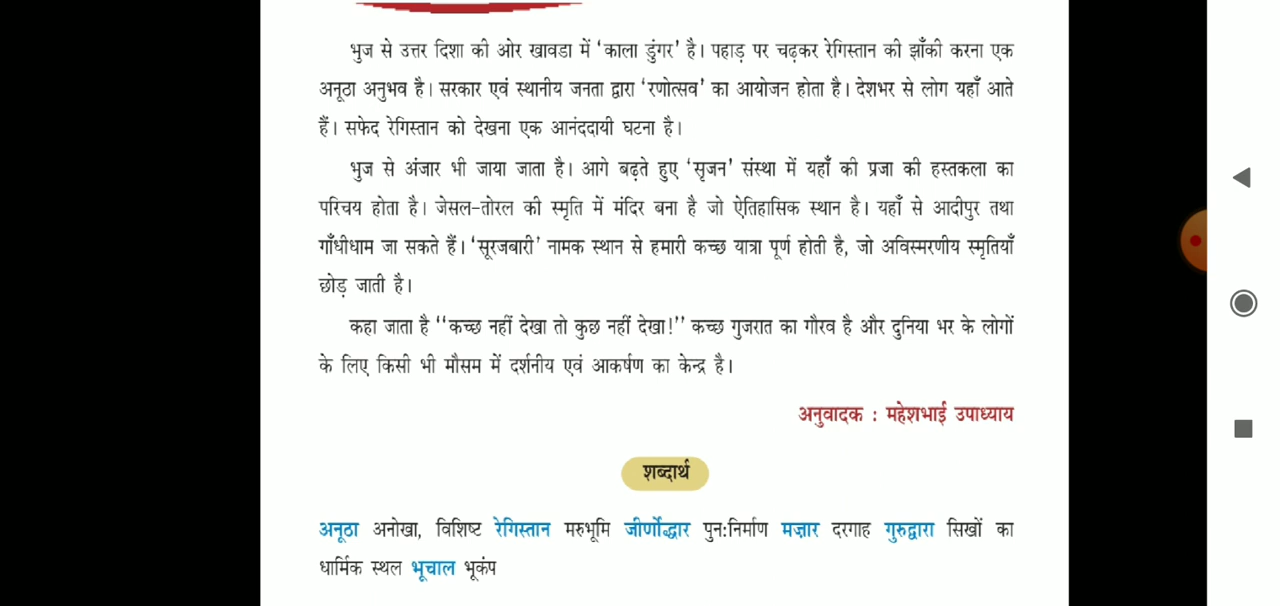 भुज से उत्तर दिशा की ओर खावडा में ‘काला डुंगर’ है। पहाड़ पर चढ़कर रेगिस्तान की झाँकी करना एक
अनूठा अनुभव है। सरकार एवं स्थानीय जनता द्वारा ‘रणोत्सव’ का आयोजन होता है। देशभर से लोग यहाँ आते
हैं। सफेद रेगिस्तान को देखना एक आनंददायी घटना है।
भुज से अंजार भी जाया जाता है। आगे बढ़ते हुए ‘सृजन’ संस्था में यहाँ की प्रजा की हस्तकला का
परिचय होता है। जेसल-तोरल की स्मृति में मंदिर बना है जो ऐतिहासिक स्थान है। यहाँ से आदीपुर तथा
गाँधीधाम जा सकते हैं। ‘सूरजबारी’ नामक स्थान से हमारी कच्छ यात्रा पूर्ण होती है, जो अविस्मरणीय स्मृतियाँ
छोड़ जाती है।
कहा जाता है “कच्छ नहीं देखा तो कुछ नहीं देखा!” कच्छ गुजरात का गौरव है और दुनिया भर के लोगों
के लिए किसी भी मौसम में दर्शनीय एवं आकर्षण का केन्द्र है।
अनुवादक : महेशभाई उपाध्याय
शब्दार्थ
अनूठा अनोखा, विशिष्ट रेगिस्तान मरुभूमि जीर्णोद्धार पुन:निर्माण मज़ार दरगाह गुरुद्वारा सिखों का
धार्मिक स्थल भूचाल भूकंप